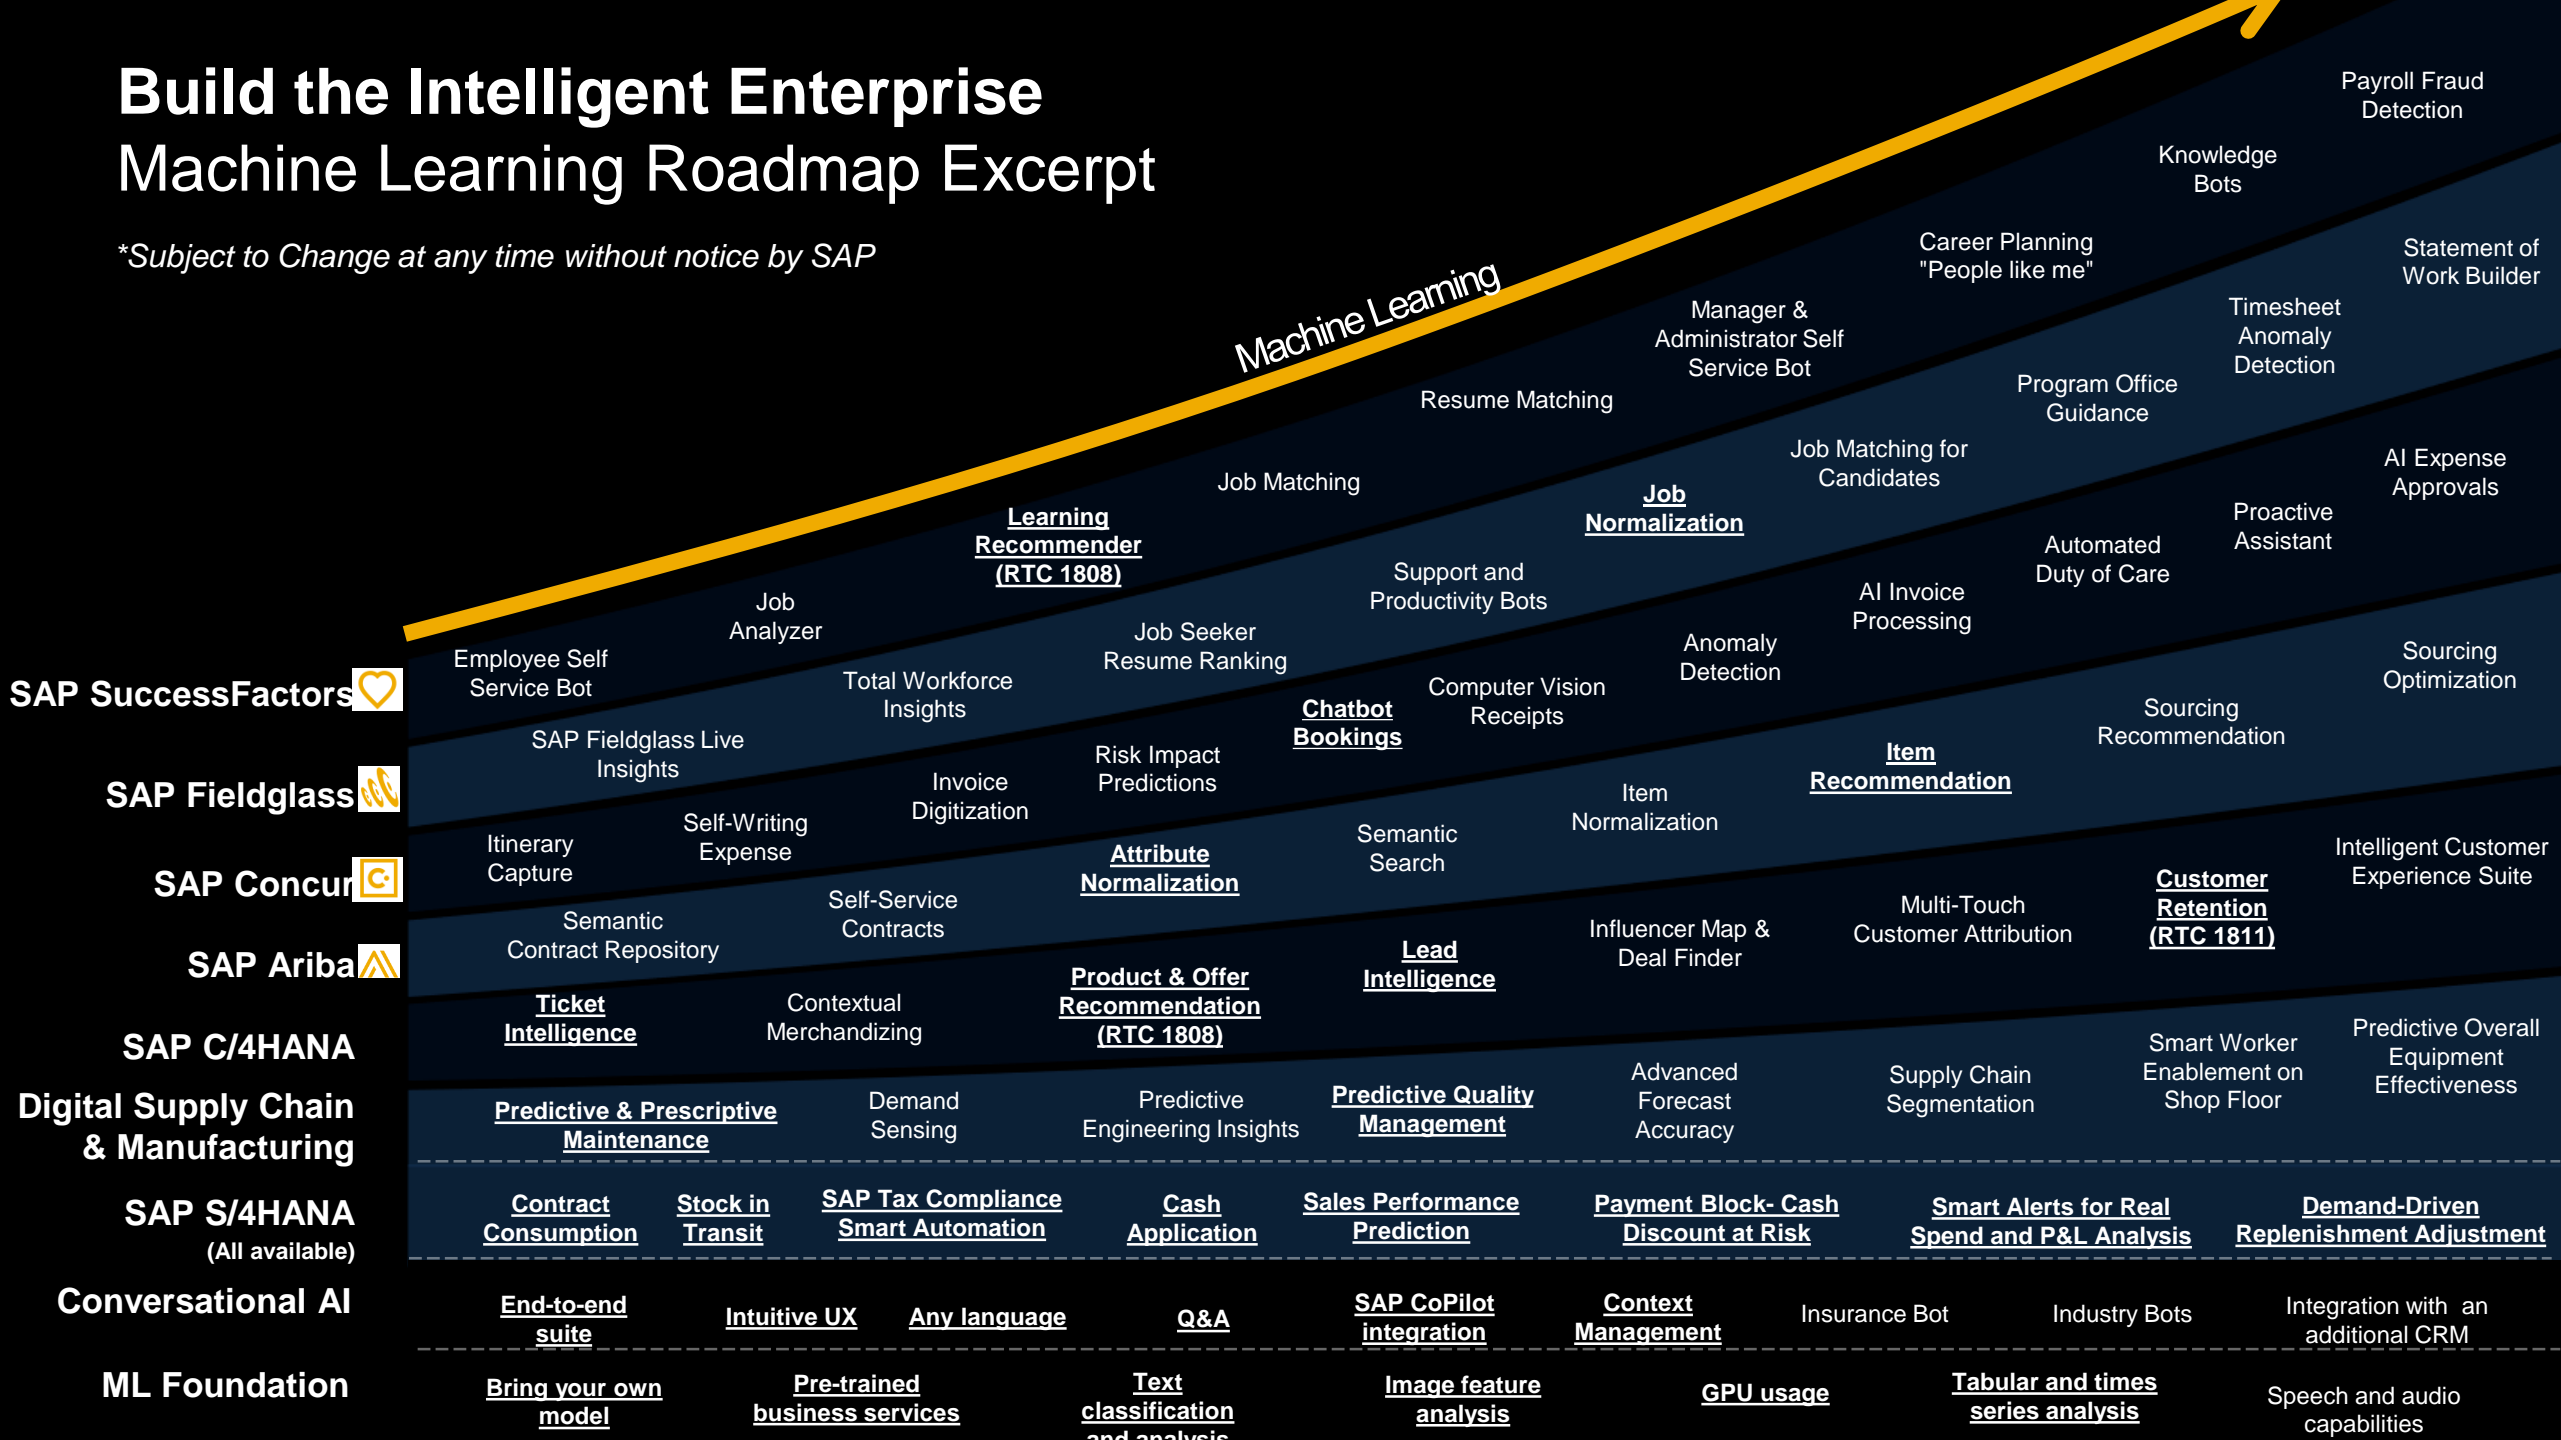 Build the Intelligent Enterprise
Machine Learning Roadmap Excerpt
*Subject to Change at any time without notice by SAP
Machine Learning
SAP SuccessFactors
Employee Self
Service Bot
Job
Analyzer
Learning
Recommender
(RTC 1808)
Job Matching
Resume Matching
Manager &
Administrator Self
Service Bot
Career Planning
"People like me"
Knowledge
Bots
Payroll Fraud
Detection
SAP Fieldglass
SAP Fieldglass Live
Insights
Total Workforce
Insights
Job Seeker
Resume Ranking
Support and
Productivity Bots
Job
Normalization
Job Matching for
Candidates
Program Office
Guidance
Timesheet
Anomaly
Detection
Statement of
Work Builder
SAP Concur
Itinerary
Capture
Self-Writing
Expense
Invoice
Digitization
Risk Impact
Predictions
Chatbot
Bookings
Computer Vision
Receipts
Anomaly
Detection
AI Invoice
Processing
Automated
Duty of Care
Proactive
Assistant
AI Expense
Approvals
SAP Ariba
Semantic
Contract Repository
Self-Service
Contracts
Attribute
Normalization
Semantic
Search
Item
Normalization
Item
Recommendation
Sourcing
Recommendation
Sourcing
Optimization
SAP C/4HANA
Ticket
Intelligence
Contextual
Merchandizing
Product & Offer
Recommendation
(RTC 1808)
Lead
Intelligence
Influencer Map &
Deal Finder
Multi-Touch
Customer Attribution
Customer
Retention
(RTC 1811)
Intelligent Customer
Experience Suite
Digital Supply Chain
& Manufacturing
Predictive & Prescriptive
Maintenance
Demand
Sensing
Predictive
Engineering Insights
Predictive Quality
Management
Advanced
Forecast
Accuracy
Supply Chain
Segmentation
Smart Worker
Enablement on
Shop Floor
Predictive Overall
Equipment
Effectiveness
SAP S/4HANA
(All available)
Contract
Consumption
Stock in
Transit
SAP Tax Compliance
Smart Automation
Cash
Application
Sales Performance
Prediction
Payment Block- Cash
Discount at Risk
Smart Alerts for Real
Spend and P&L Analysis
Demand-Driven
Replenishment Adjustment
Conversational AI
End-to-end
suite
Intuitive UX
Any language
Q&A
SAP CoPilot
integration
Context
Management
Insurance Bot
Industry Bots
Integration with an
additional CRM
ML Foundation
Bring your own
model
Pre-trained
business services
Text
classification
and analysis
Image feature
analysis
GPU usage
Tabular and times
series analysis
Speech and audio
capabilities